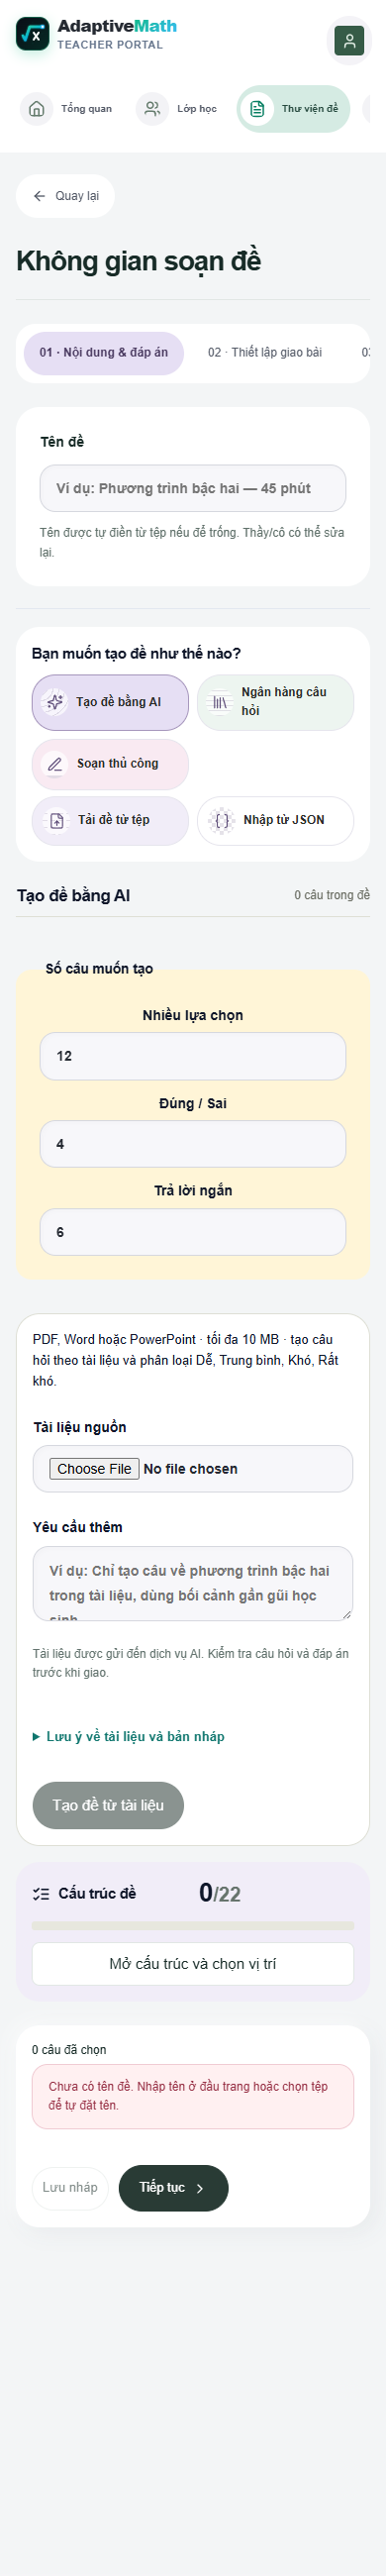 AdaptiveMath
TEACHER PORTAL
Tổng quan
Lớp học
Thư viện đề
Quay lại
Không gian soạn đề
01 · Nội dung & đáp án
02 · Thiết lập giao bài
Tên đề
Ví dụ: Phương trình bậc hai — 45 phút
Tên được tự điền từ tệp nếu để trống. Thầy/cô có thể sửa
lại.
Bạn muốn tạo đề như thế nào?
Tạo đề bằng AI
Ngân hàng câu
hỏi
Soạn thủ công
Tải đề từ tệp
Nhập từ JSON
Tạo đề bằng AI
0 câu trong đề
Số câu muốn tạo
Nhiều lựa chọn
12
Đúng / Sai
4
Trả lời ngắn
6
PDF, Word hoặc PowerPoint · tối đa 10 MB · tạo câu
hỏi theo tài liệu và phân loại Dễ, Trung bình, Khó, Rất
khó.
Tài liệu nguồn
Choose File No file chosen
Yêu cầu thêm
Ví dụ: Chỉ tạo câu về phương trình bậc hai
trong tài liệu, dùng bối cảnh gần gũi học
sinh
Tài liệu được gửi đến dịch vụ AI. Kiểm tra câu hỏi và đáp án
trước khi giao.
Lưu ý về tài liệu và bản nháp
Tạo đề từ tài liệu
Cấu trúc đề
0/22
Mở cấu trúc và chọn vị trí
0 câu đã chọn
Chưa có tên đề. Nhập tên ở đầu trang hoặc chọn tệp
để tự đặt tên.
Lưu nháp
Tiếp tục